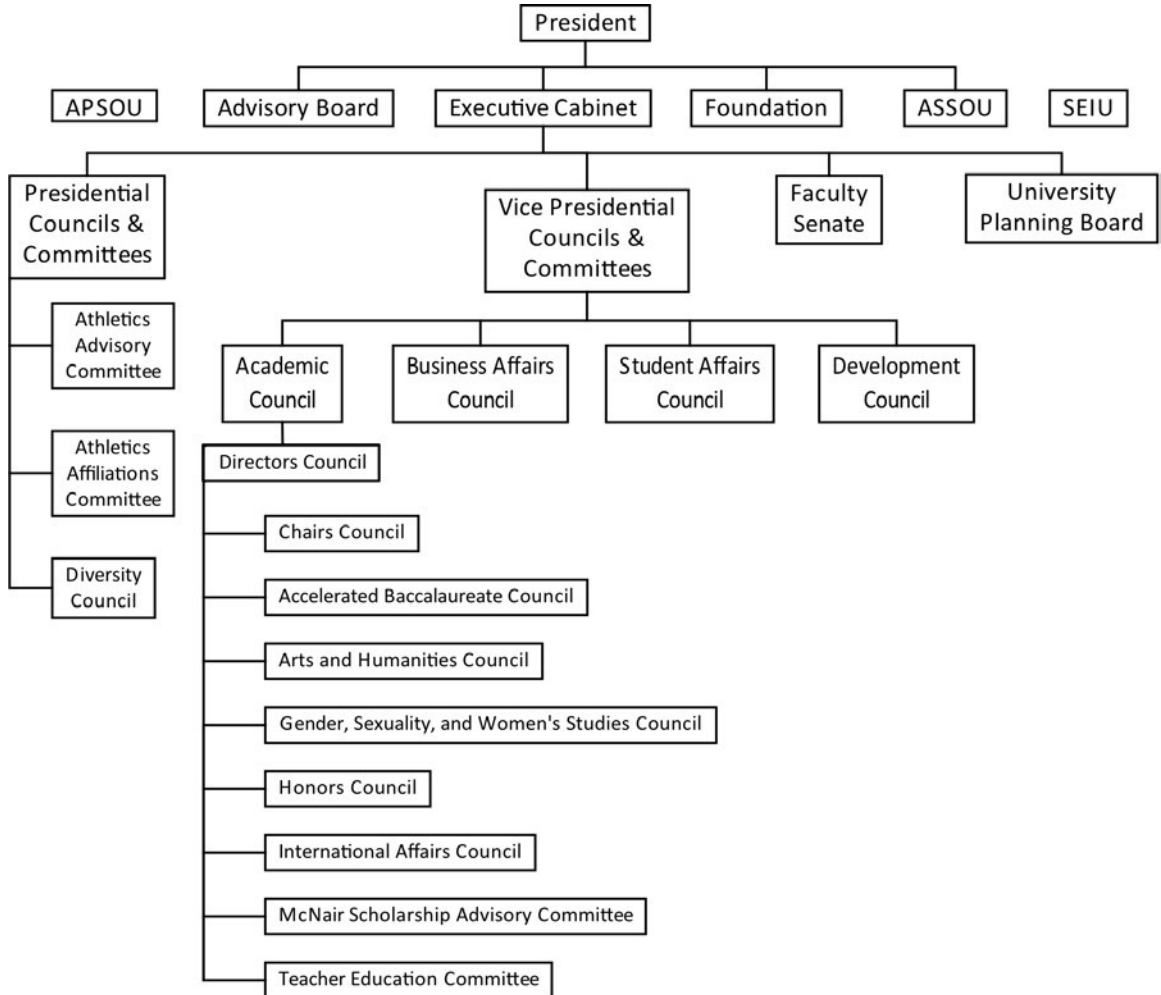 President
APSOU
Advisory Board
Executive Cabinet
Foundation
ASSOU
SEIU
Presidential
Councils &
Committees
Vice Presidential
Councils &
Committees
Faculty
Senate
University
Planning Board
Athletics
Advisory
Committee
Athletics
Affiliations
Committee
Diversity
Council
Academic
Council
Business Affairs
Council
Student Affairs
Council
Development
Council
Directors Council
Chairs Council
Accelerated Baccalaureate Council
Arts and Humanities Council
Gender, Sexuality, and Women's Studies Council
Honors Council
International Affairs Council
McNair Scholarship Advisory Committee
Teacher Education Committee